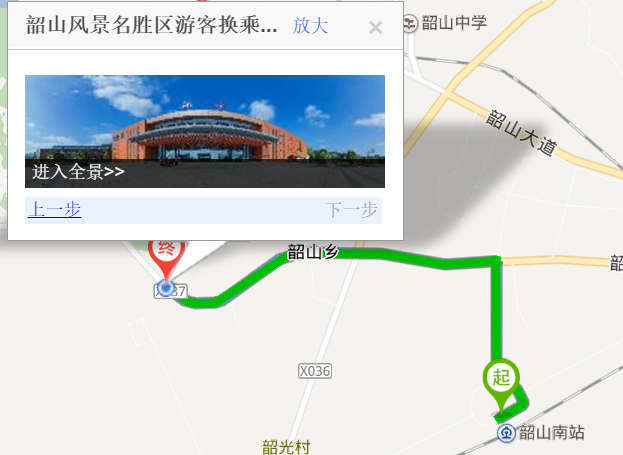 韶山风景名胜区游客换乘... 放大
韶山中学
进入全景>>
韶山大道
上一步 下一步
终
韶山乡
韶
X036
起
韶山南站
韶光村